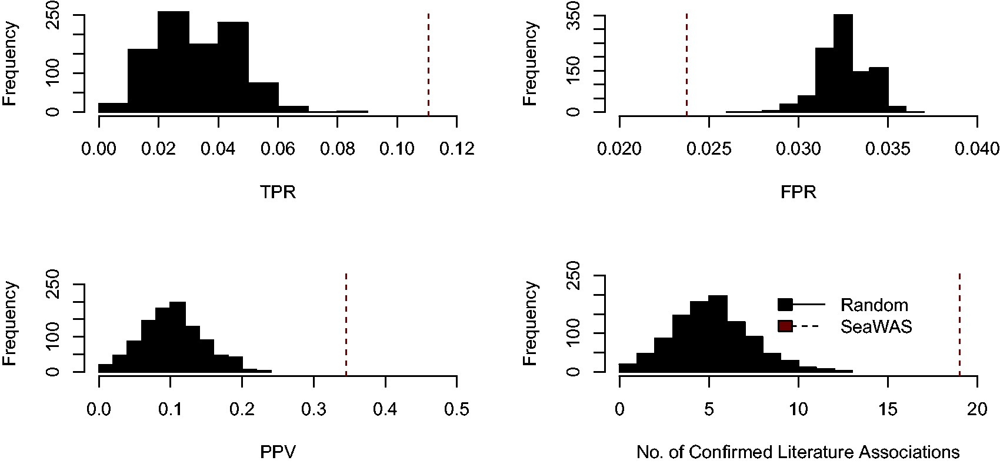 Frequency
0 100 250
0.00 0.02 0.04 0.06 0.08 0.10 0.12
TPR
Frequency
0 150 350
0.020 0.025 0.030 0.035 0.040
FPR
Frequency
0 100 250
0.0 0.1 0.2 0.3 0.4 0.5
PPV
Frequency
0 100 250
Random
SeaWAS
0 5 10 15 20
No. of Confirmed Literature Associations